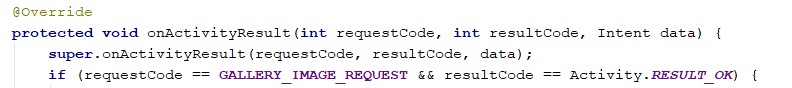 @Override
protected void onActivityResult(int requestCode, int resultCode, Intent data) {
super.onActivityResult(requestCode, resultCode, data);
if (requestCode == GALLERY_IMAGE_REQUEST && resultCode == Activity.RESULT_OK) {